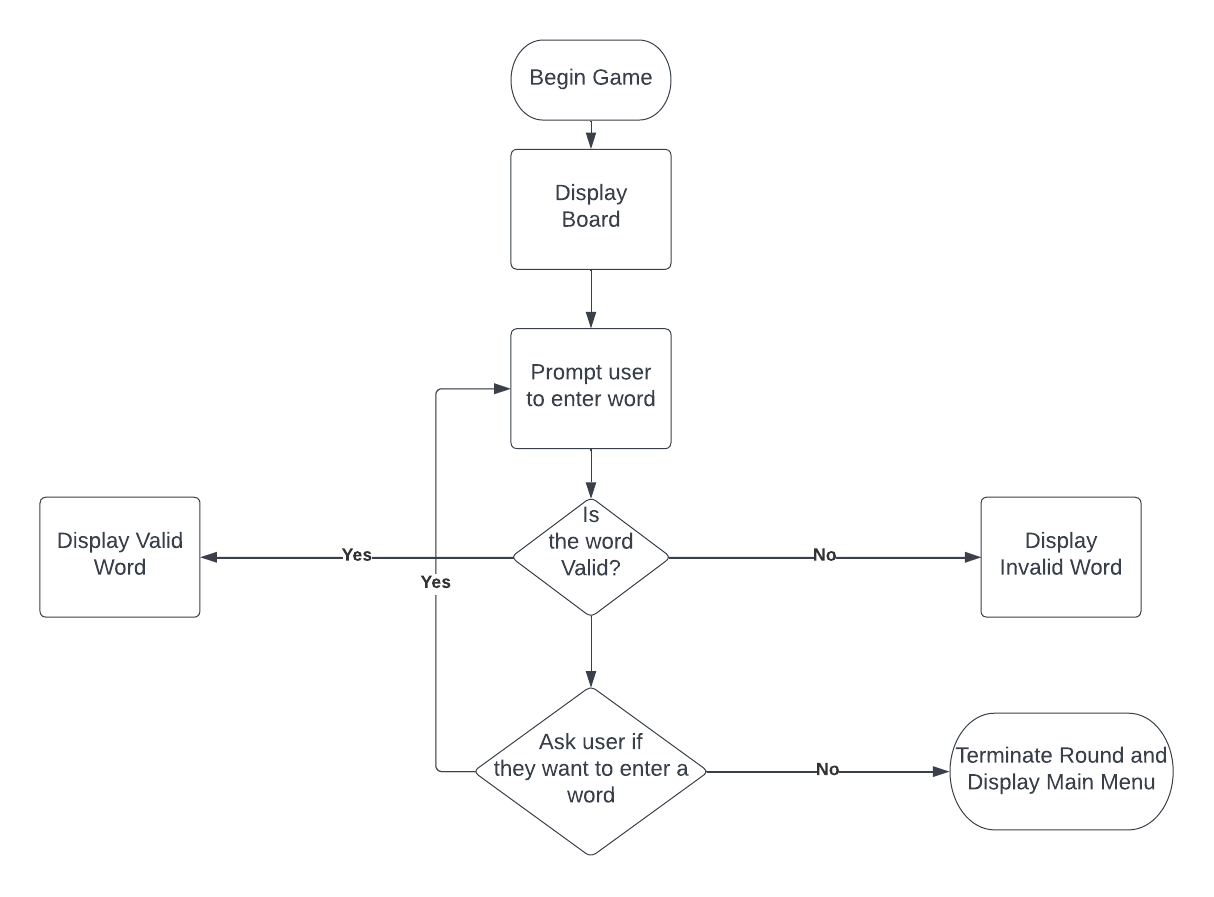 Begin Game
Display
Board
Prompt user
to enter word
Is
the word
Valid?
Yes
No
Display Valid
Word
Display
Invalid Word
Yes
Ask user if
they want to enter a
word
No
Terminate Round and
Display Main Menu